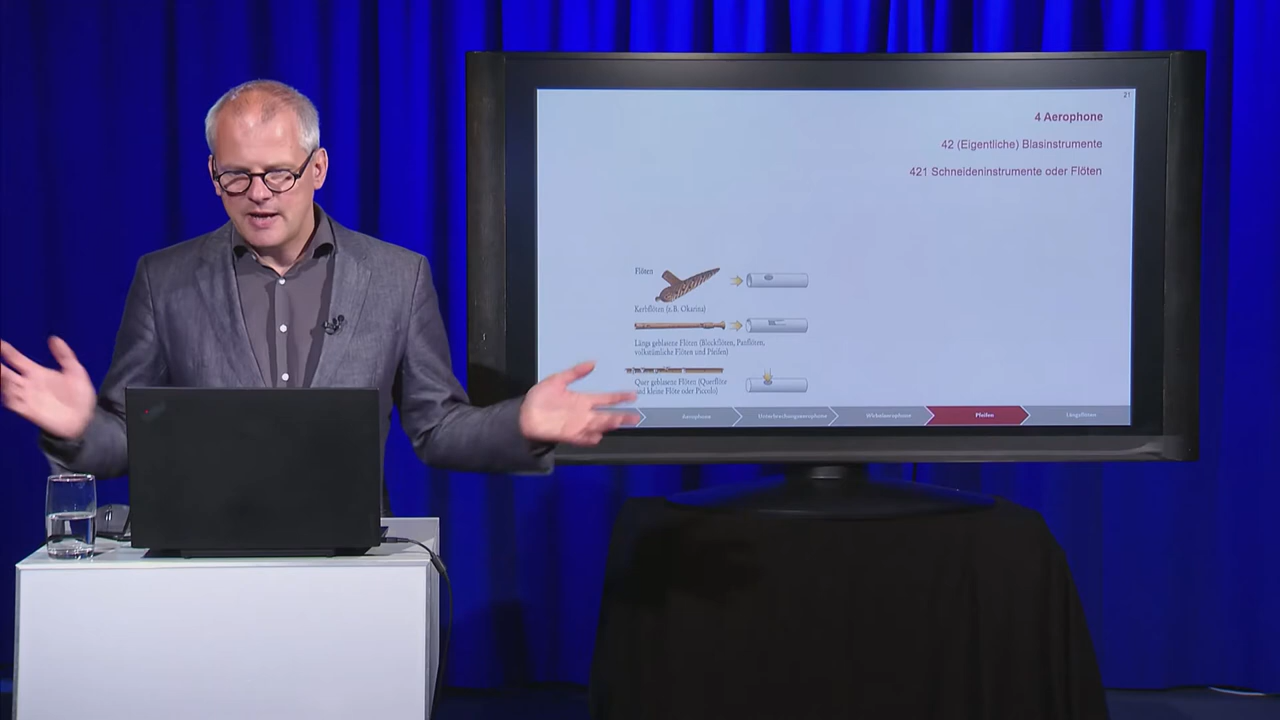 21
4 Aerophone
42 (Eigentliche) Blasinstrumente
421 Schneideninstrumente oder Flöten
Flöten
Kerbflöten (z.B. Okarina)
Längs geblasene Flöten (Blockflöten, Panflöten,
volkstümliche Flöten und Pfeifen)
Quer geblasene Flöten (Querflöte
und kleine Flöte oder Piccolo)
Aerophone
Unterbrechungsaerophone
Wirbelaerophone
Pfeifen
Längsflöten